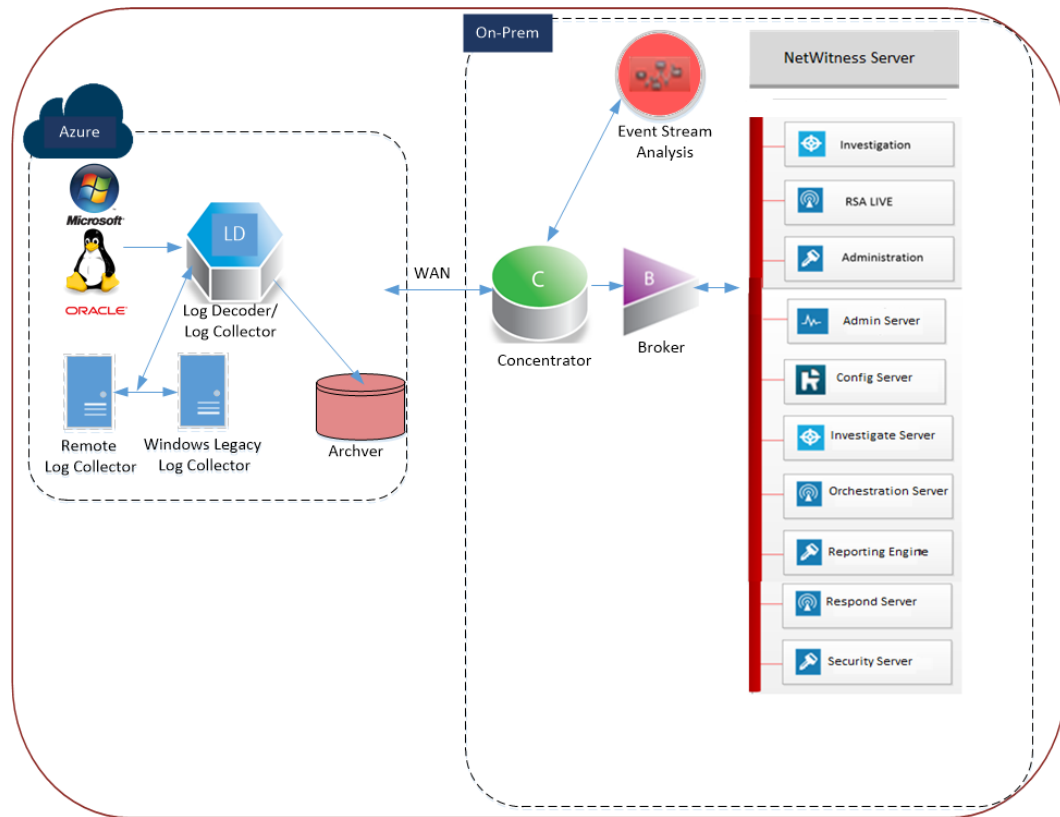 On-Prem
NetWitness Server
Azure
Event Stream
Analysis
Investigation
Microsoft
RSA LIVE
LD
Administration
ORACLE
Log Decoder/
Log Collector
WAN
C
B
Concentrator
Broker
Admin Server
Config Server
Remote
Log Collector
Windows Legacy
Log Collector
Archver
Investigate Server
Orchestration Server
Reporting Engine
Respond Server
Security Server